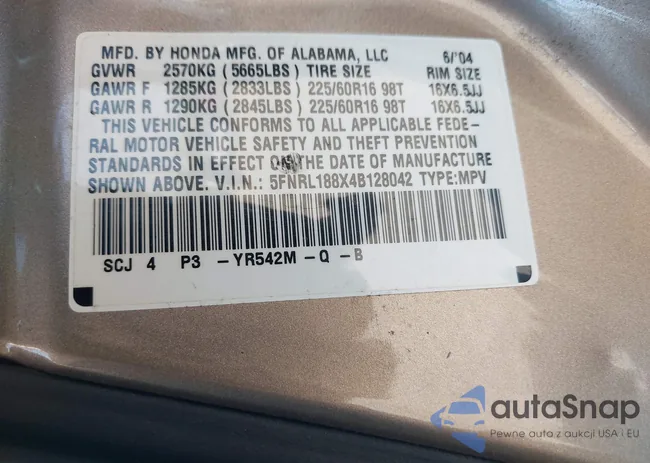 MFD. BY HONDA MFG. OF ALABAMA, LLC 6/'04
GVWR 2570KG (5665LBS) TIRE SIZE RIM SIZE
GAWR F 1285KG (2833LBS) 225/60R16 98T 16X6.5JJ
GAWR R 1290KG (2845LBS) 225/60R16 98T 16X6.5JJ
THIS VEHICLE CONFORMS TO ALL APPLICABLE FEDE-
RAL MOTOR VEHICLE SAFETY AND THEFT PREVENTION
STANDARDS IN EFFECT ON THE DATE OF MANUFACTURE
SHOWN ABOVE. V.I.N.: 5FNRL188X4B128042 TYPE:MPV
SCJ 4 P3 -YR542M - Q - B
autaSnap
Pewne auta z aukcji USA i EU